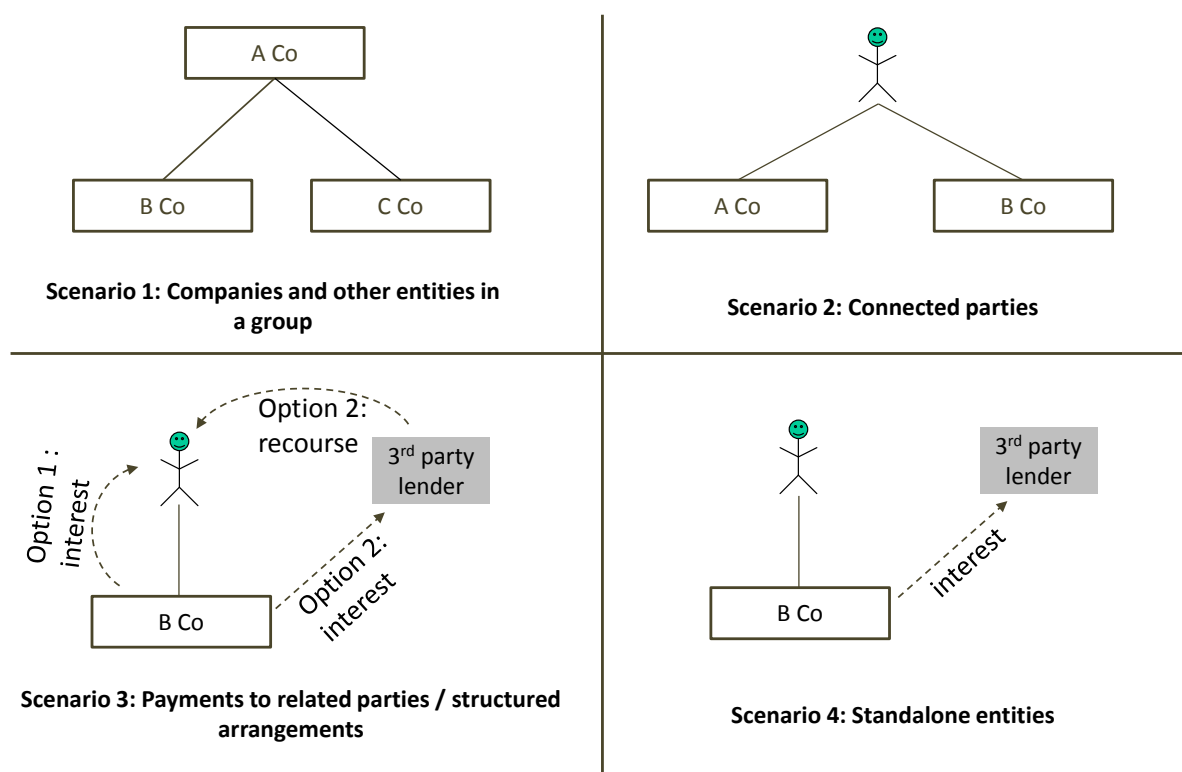 A Co
B Co
C Co
Scenario 1: Companies and other entities in
a group
A Co
B Co
Scenario 2: Connected parties
Option 1 :
interest
Option 2:
recourse
3rd party
lender
Option 2:
interest
B Co
Scenario 3: Payments to related parties / structured
arrangements
3rd party
lender
interest
B Co
Scenario 4: Standalone entities